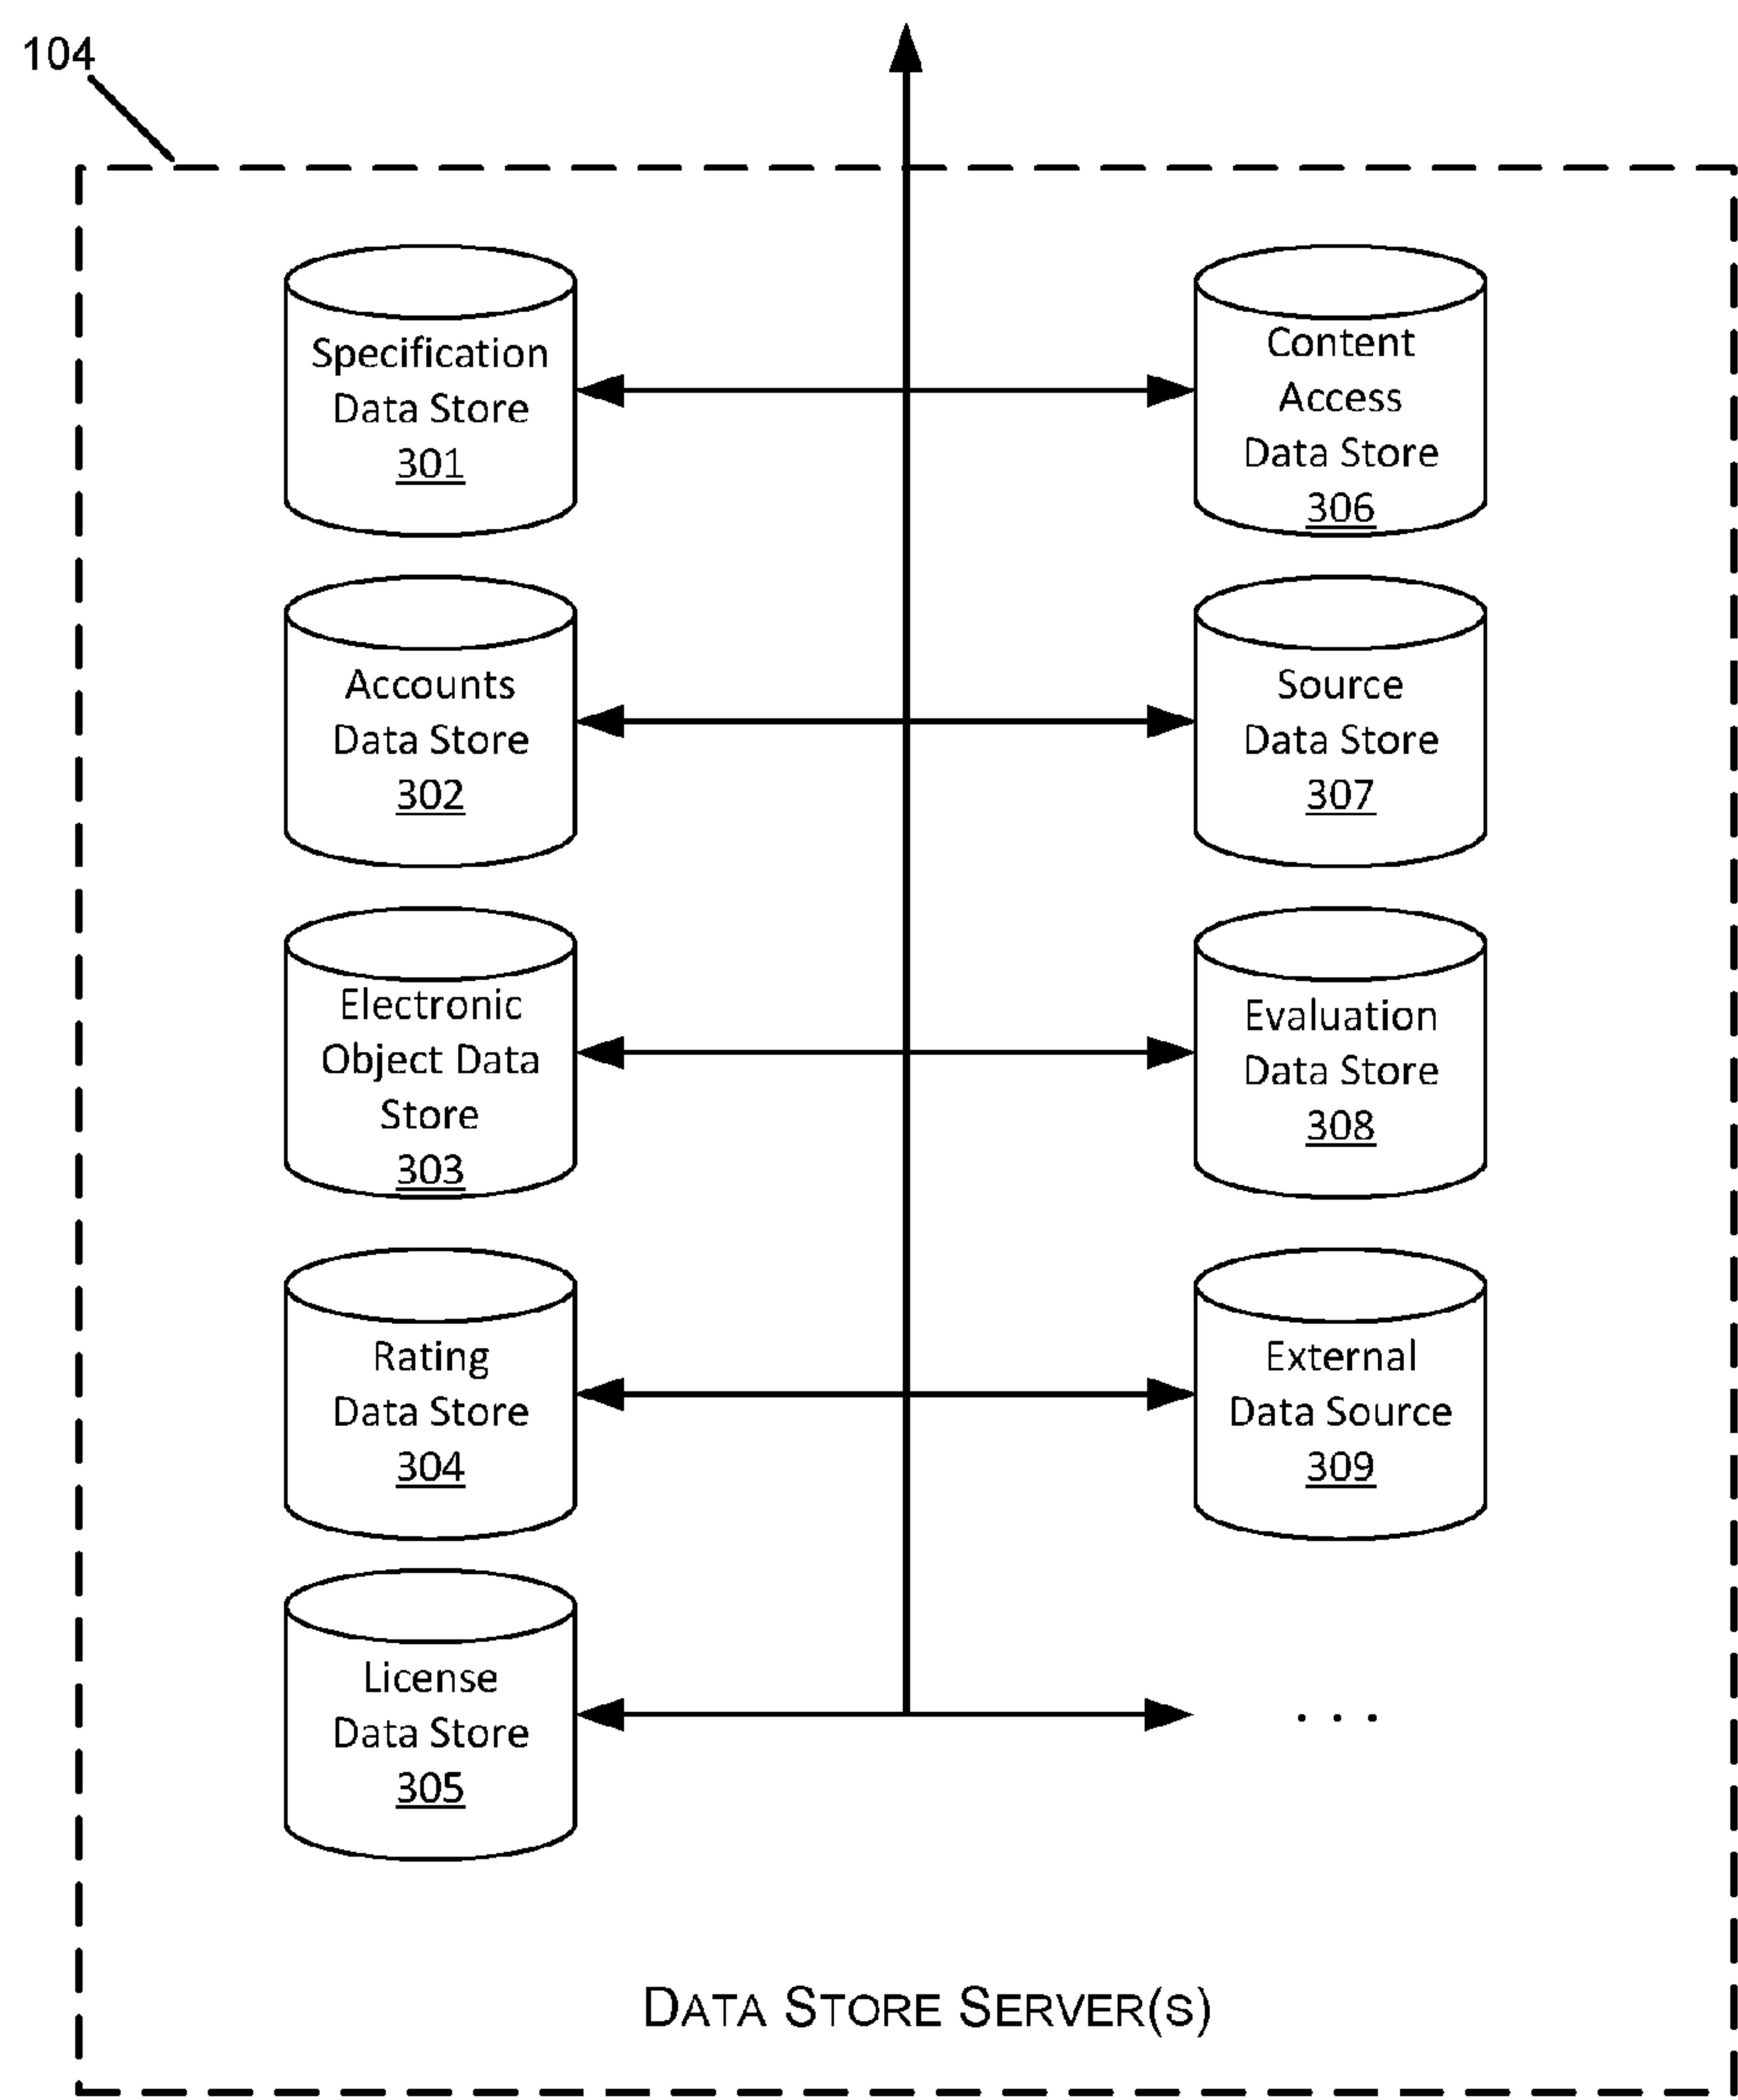 104
Specification
Data Store
301
Content
Access
Data Store
306
Accounts
Data Store
302
Source
Data Store
307
Electronic
Object Data
Store
303
Evaluation
Data Store
308
Rating
Data Store
304
External
Data Source
309
License
Data Store
305
. . .
DATA STORE SERVER(S)